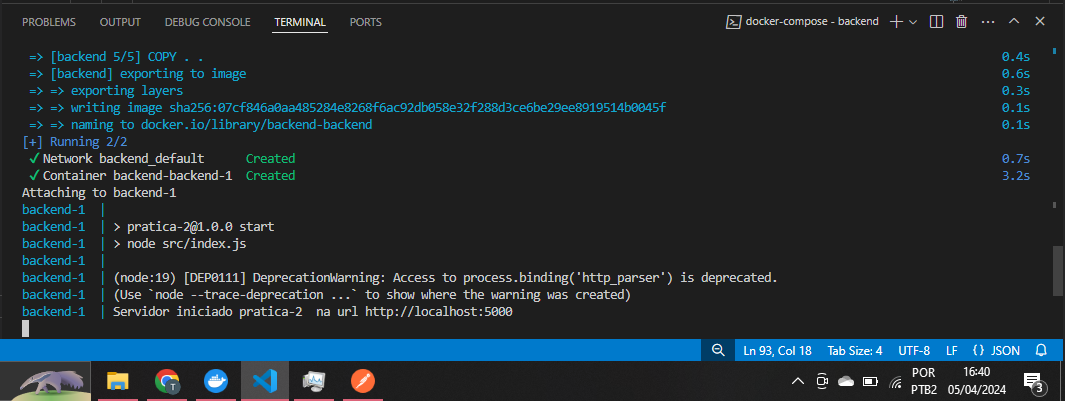 PROBLEMS OUTPUT DEBUG CONSOLE TERMINAL PORTS docker-compose - backend
=> [backend 5/5] COPY . . 0.4s
=> [backend] exporting to image 0.6s
=> => exporting layers 0.3s
=> => writing image sha256:07cf846a0aa485284e8268f6ac92db058e32f288d3ce6be29ee8919514b0045f 0.1s
=> => naming to docker.io/library/backend-backend 0.1s
[+] Running 2/2
✓ Network backend_default Created 0.7s
✓ Container backend-backend-1 Created 3.2s
Attaching to backend-1
backend-1 |
backend-1 | > pratica-2@1.0.0 start
backend-1 | > node src/index.js
backend-1 |
backend-1 | (node:19) [DEP0111] DeprecationWarning: Access to process.binding('http_parser') is deprecated.
backend-1 | (Use `node --trace-deprecation ...` to show where the warning was created)
backend-1 | Servidor iniciado pratica-2 na url http://localhost:5000
Ln 93, Col 18 Tab Size: 4 UTF-8 LF {} JSON
T
POR 16:40
PTB2 05/04/2024
3